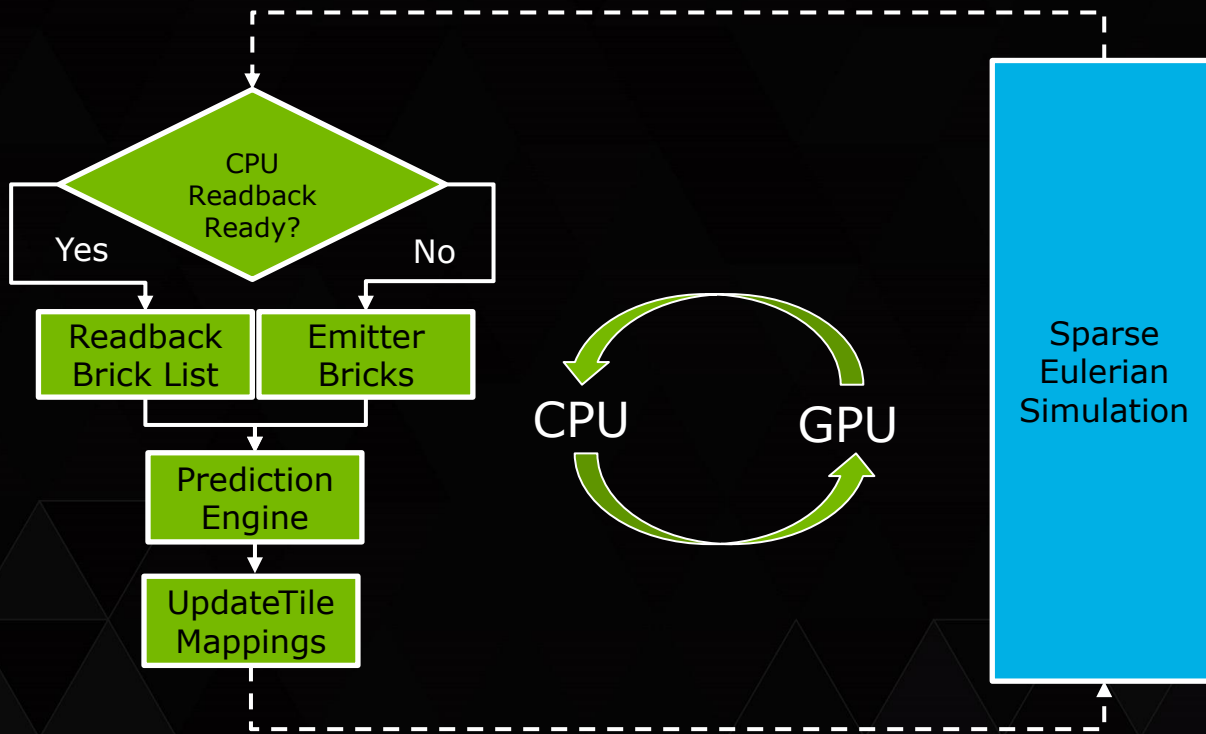 CPU
Readback
Ready?
Yes
No
Readback
Brick List
Emitter
Bricks
Prediction
Engine
UpdateTile
Mappings
CPU
GPU
Sparse
Eulerian
Simulation